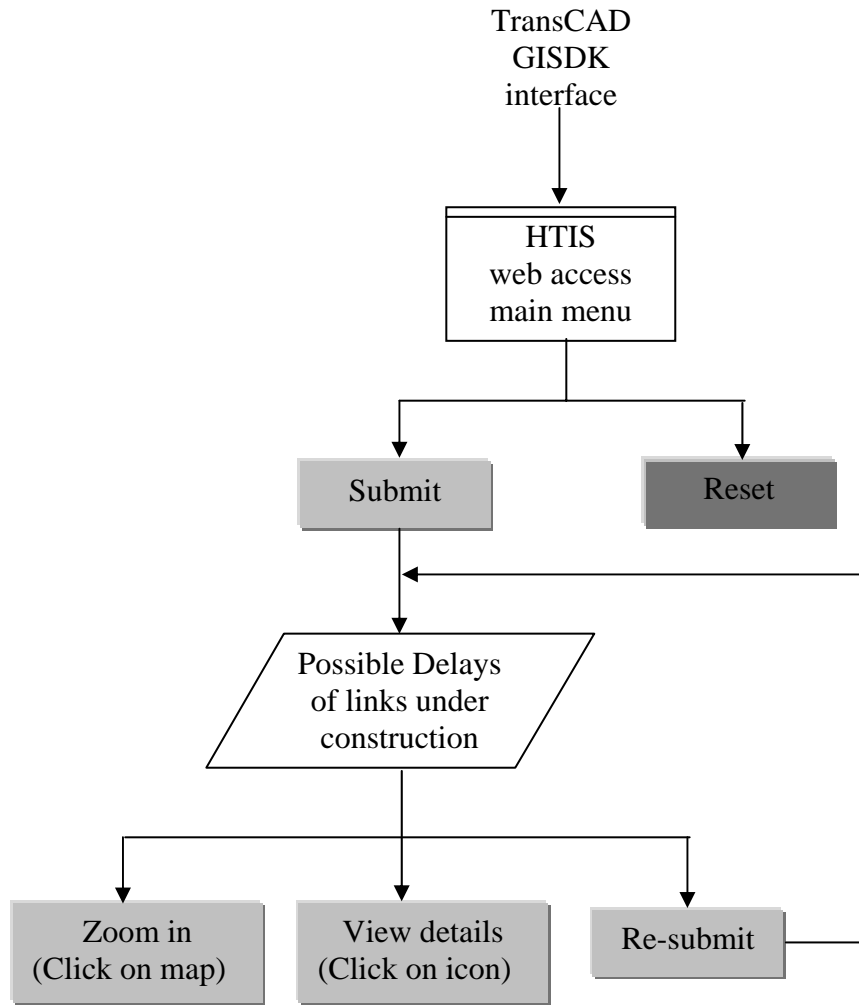 TransCAD
GISDK
interface
HTIS
web access
main menu
Submit
Reset
Possible Delays
of links under
construction
Zoom in
(Click on map)
View details
(Click on icon)
Re-submit